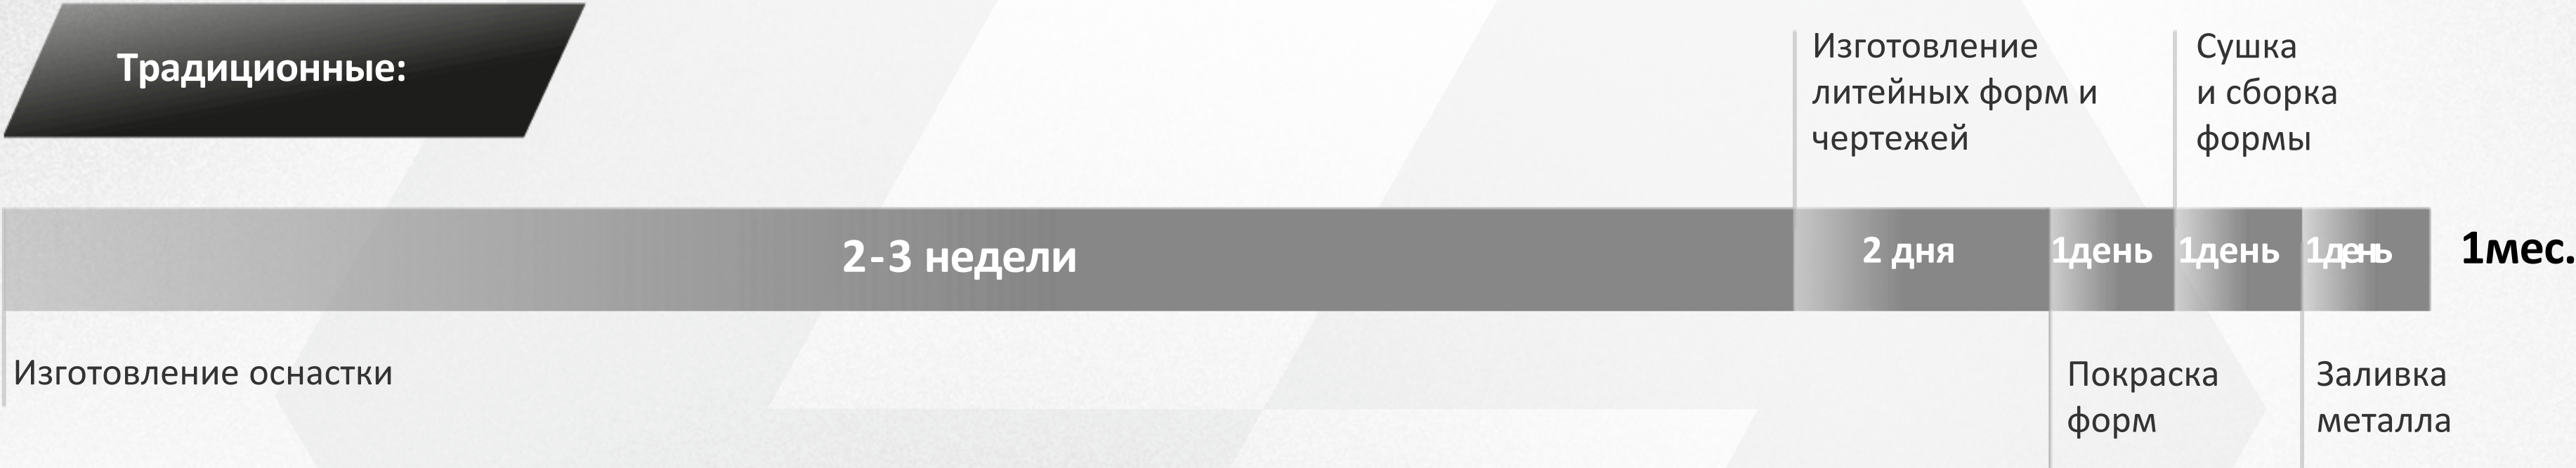 Традиционные:
Изготовление
литейных форм и
чертежей
Сушка
и сборка
формы
2-3 недели
2 дня
1день
1день
1день
1мес.
Изготовление оснастки
Покраска
форм
Заливка
металла